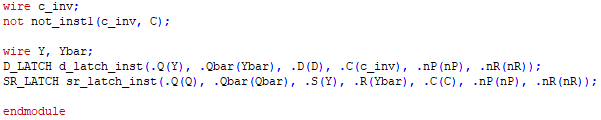 wire c_inv;
not not_inst1(c_inv, C);
wire Y, Ybar;
D_LATCH d_latch_inst(.Q(Y), .Qbar(Ybar), .D(D), .C(c_inv), .nP(nP), .nR(nR));
SR_LATCH sr_latch_inst(.Q(Q), .Qbar(Qbar), .S(Y), .R(Ybar), .C(C), .nP(nP), .nR(nR));
endmodule